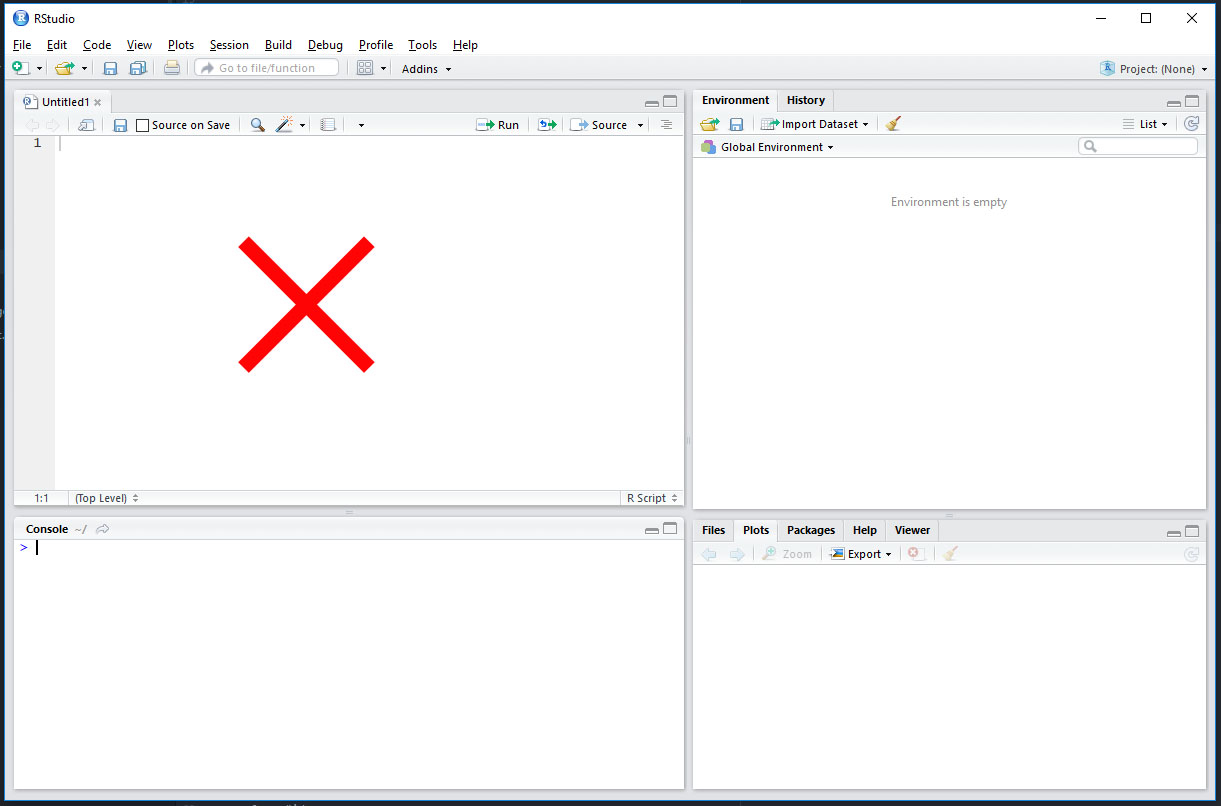 RStudio
File Edit Code View Plots Session Build Debug Profile Tools Help
Go to file/function Addins Project: (None)
Untitled1
Source on Save Run Source
1
1:1 (Top Level) R Script
Console ~/
>
Environment History
Import Dataset List
Global Environment
Environment is empty
Files Plots Packages Help Viewer
Zoom Export